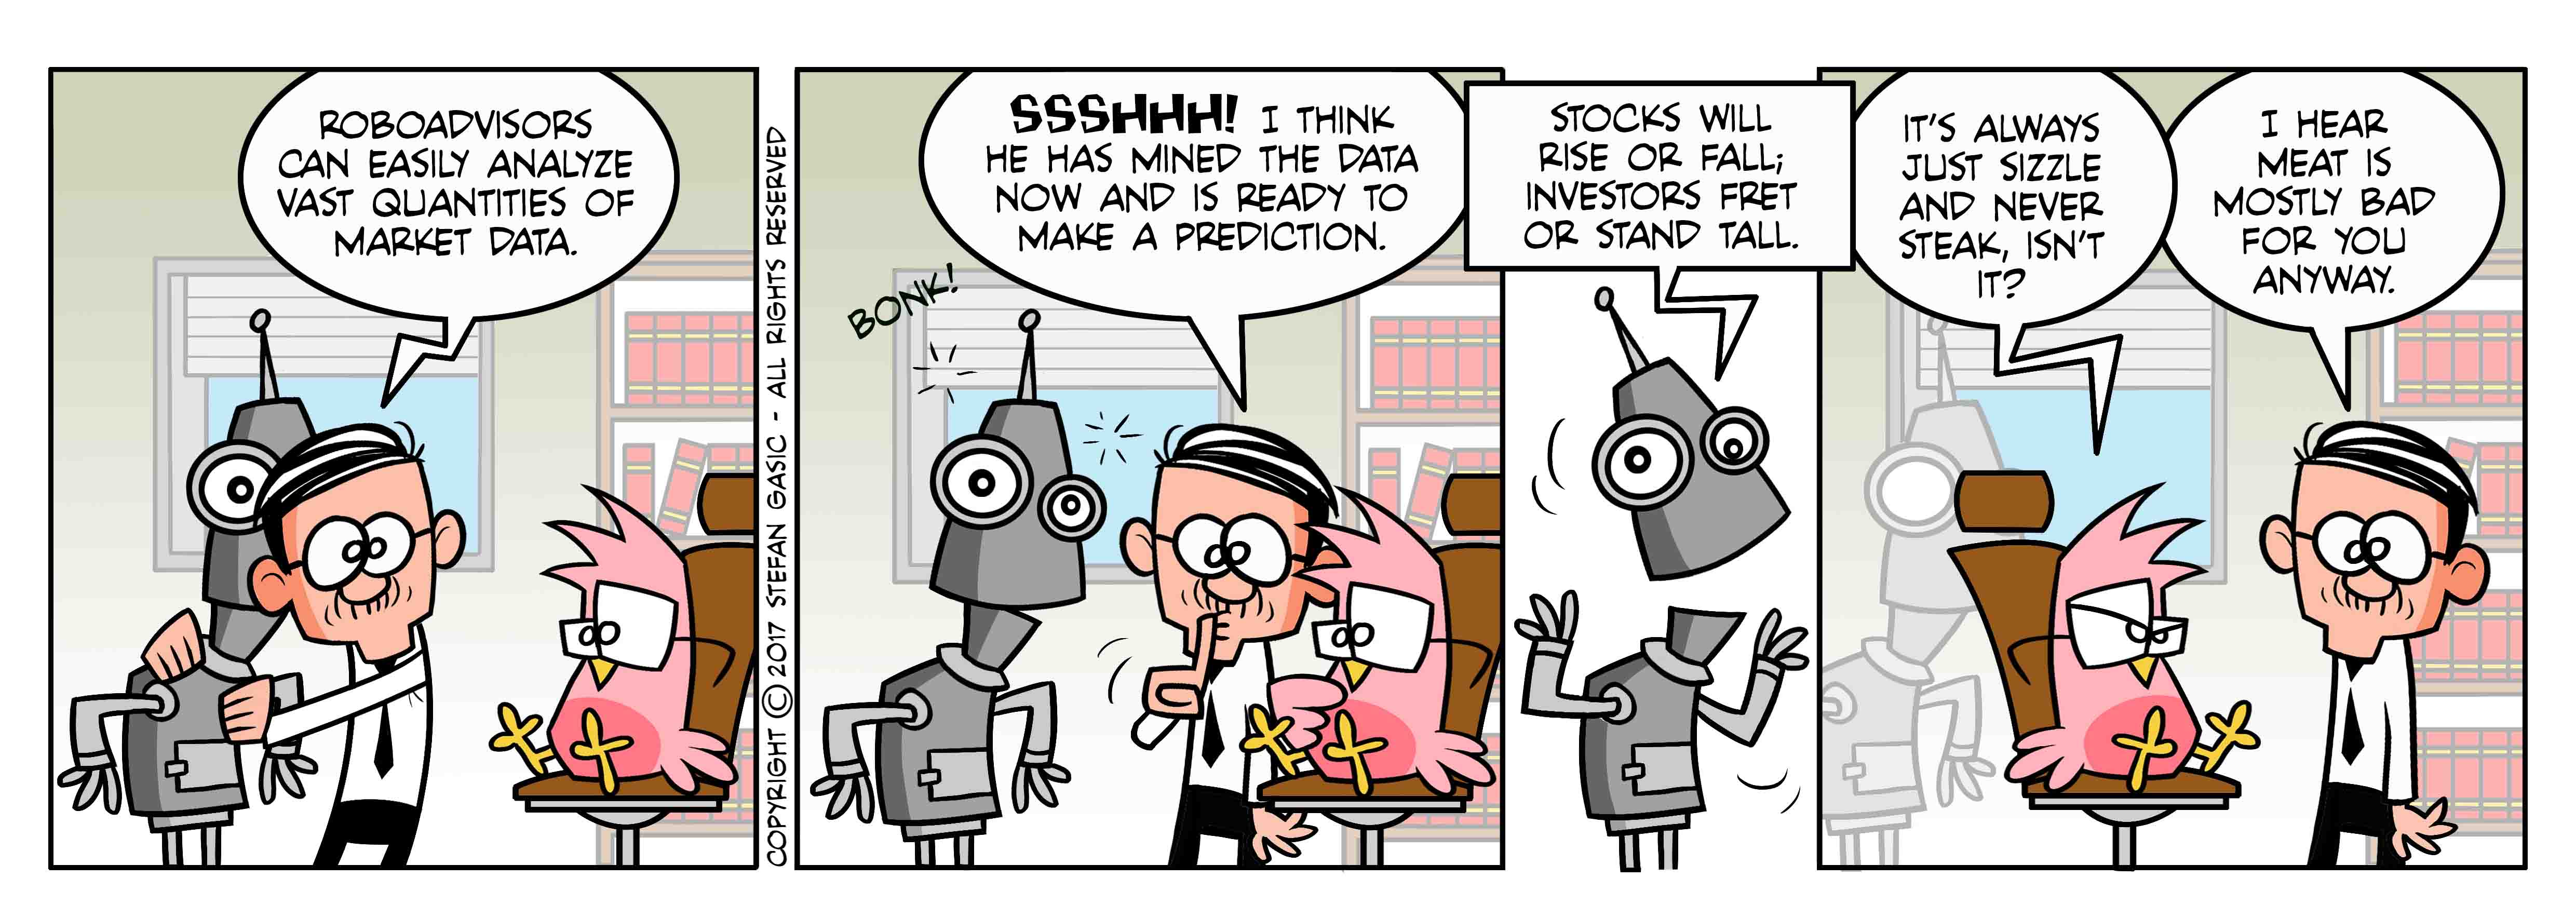 ROBOADVISORS
CAN EASILY ANALYZE
VAST QUANTITIES OF
MARKET DATA.
COPYRIGHT © 2017 STEFAN GASIC - ALL RIGHTS RESERVED
SSSHHH! I THINK
HE HAS MINED THE DATA
NOW AND IS READY TO
MAKE A PREDICTION.
BONK!
STOCKS WILL
RISE OR FALL;
INVESTORS FRET
OR STAND TALL.
IT'S ALWAYS
JUST SIZZLE
AND NEVER
STEAK, ISN'T
IT?
I HEAR
MEAT IS
MOSTLY BAD
FOR YOU
ANYWAY.